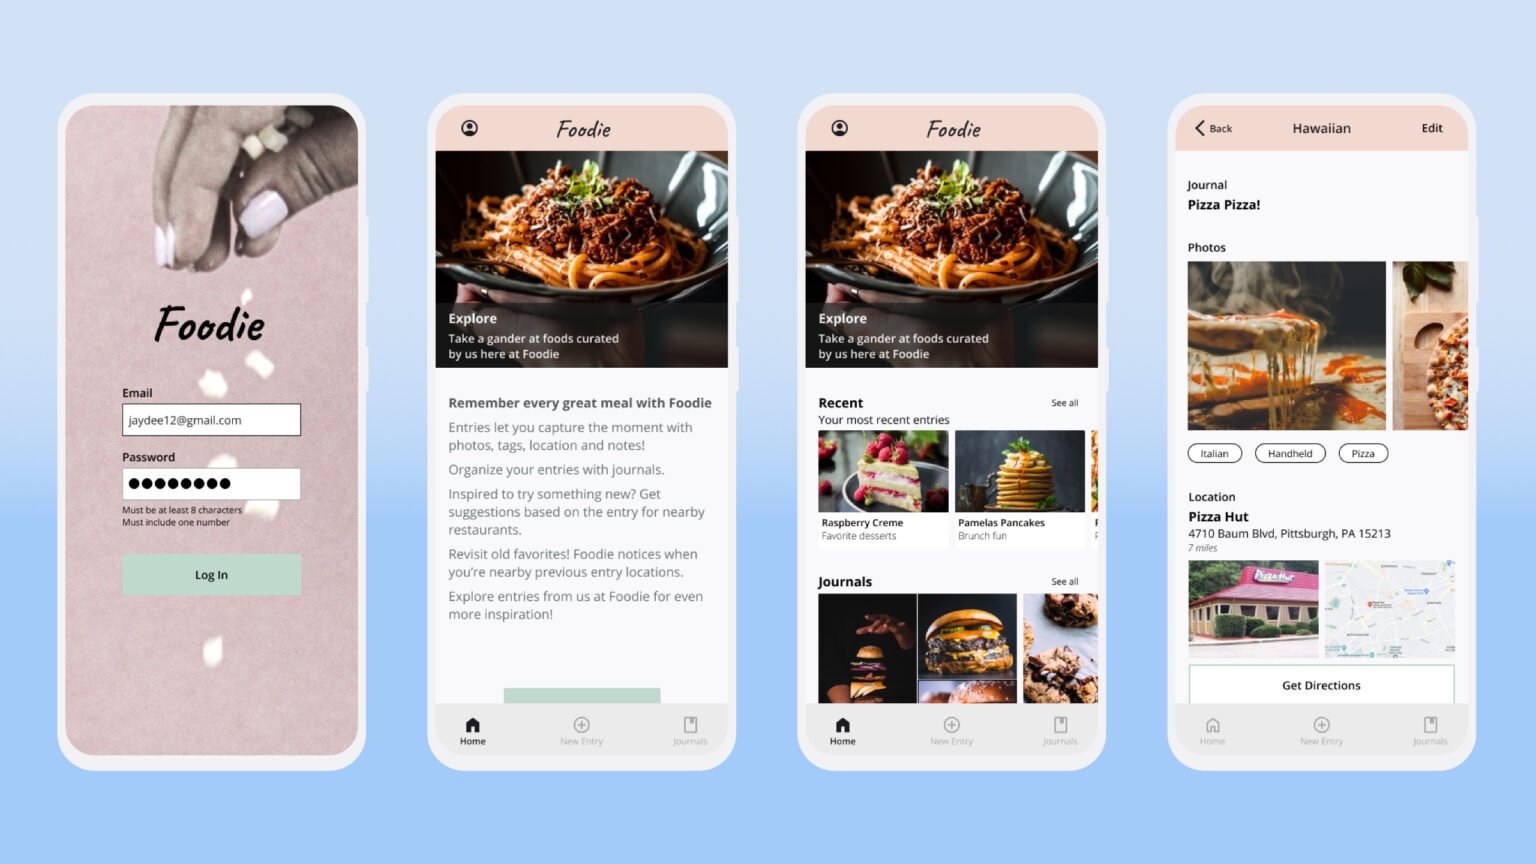 Foodie
Email
jaydee12@gmail.com
Password
Must be at least 8 characters
Must include one number
Log In
Foodie
Explore
Take a gander at foods curated
by us here at Foodie
Remember every great meal with Foodie
Entries let you capture the moment with
photos, tags, location and notes!
Organize your entries with journals.
Inspired to try something new? Get
suggestions based on the entry for nearby
restaurants.
Revisit old favorites! Foodie notices when
you're nearby previous entry locations.
Explore entries from us at Foodie for even
more inspiration!
Home
New Entry
Journals
Foodie
Explore
Take a gander at foods curated
by us here at Foodie
Recent
See all
Your most recent entries
Raspberry Creme
Favorite desserts
Pamelas Pancakes
Brunch fun
Journals
See all
Home
New Entry
Journals
Back
Hawaiian
Edit
Journal
Pizza Pizza!
Photos
Italian
Handheld
Pizza
Location
Pizza Hut
4710 Baum Blvd, Pittsburgh, PA 15213
7 miles
Pizza Hut
Get Directions
Home
New Entry
Journals